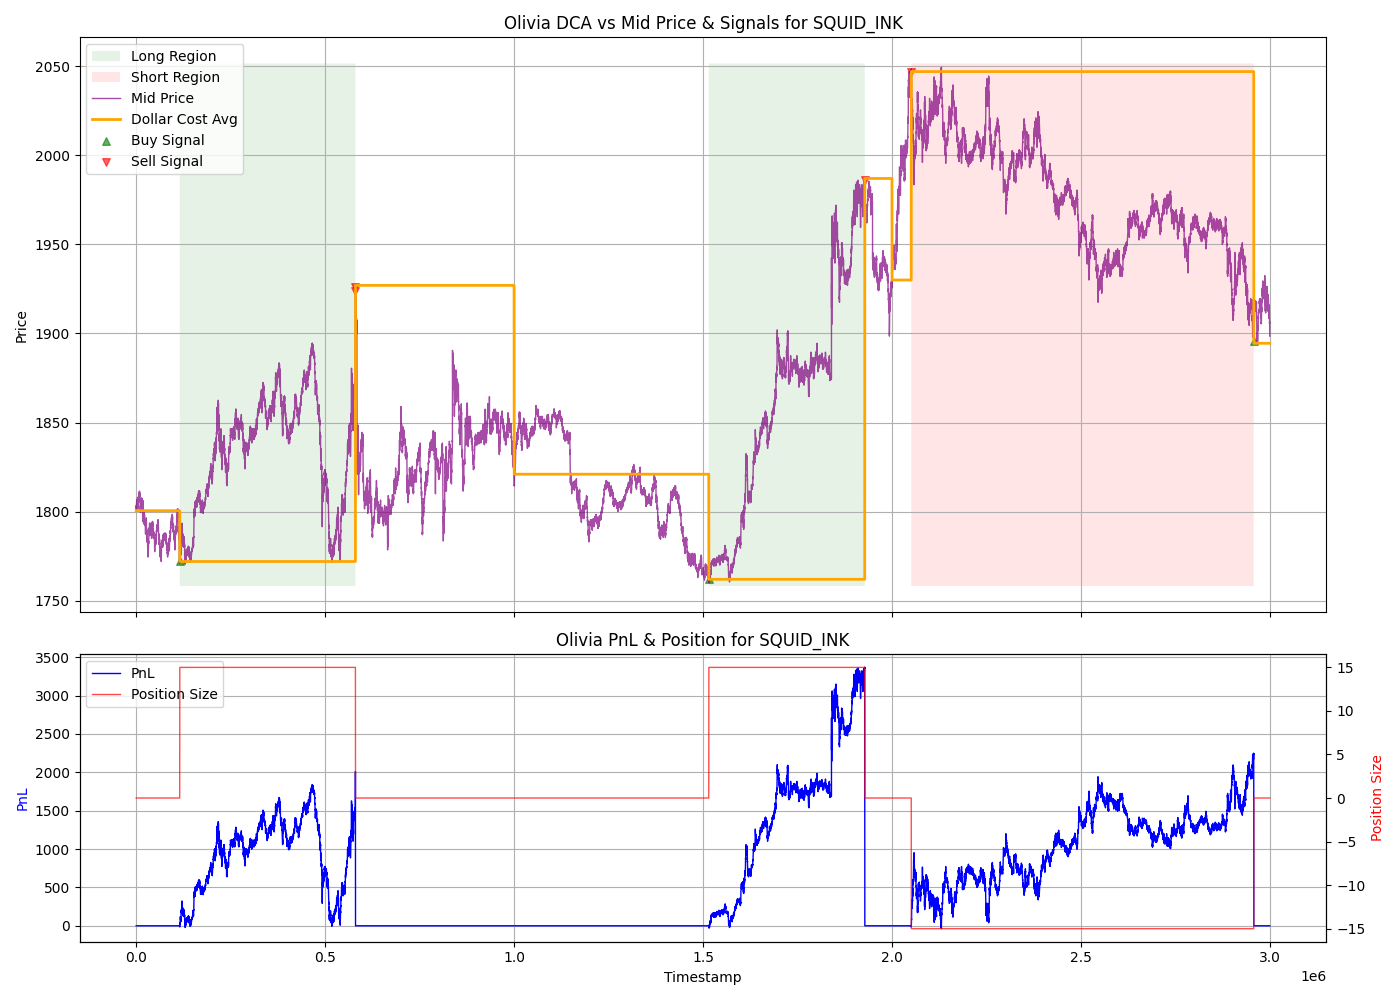 Olivia DCA vs Mid Price & Signals for SQUID_INK
Long Region
Short Region
Mid Price
Dollar Cost Avg
Buy Signal
Sell Signal
2050
2000
1950
1900
1850
1800
1750
Price
Olivia PnL & Position for SQUID_INK
PnL
Position Size
3500
3000
2500
2000
1500
1000
500
0
PnL
15
10
5
0
−5
−10
−15
Position Size
0.0 0.5 1.0 1.5 2.0 2.5 3.0
1e6
Timestamp